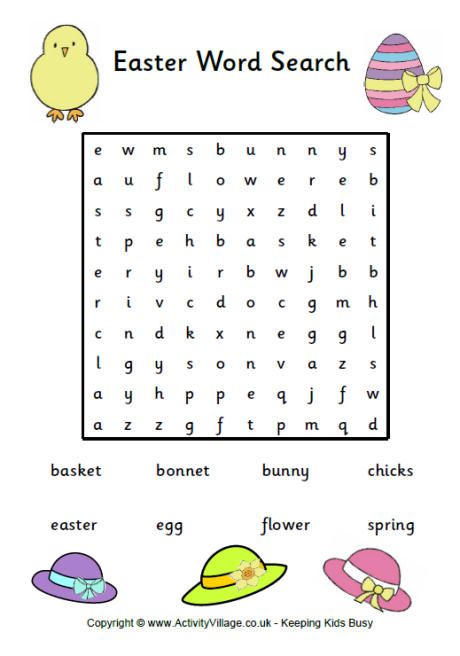 Easter Word Search
e w m s b u n n y s
a u f l o w e r e b
s s g c y x z d l i
t p e h b a s k e t
e r y i r b w j b b
r i v c d o c g m h
c n d k x n e g g l
l g y s o n v a z s
a y h p p e q j f w
a z z g f t p m q d
basket bonnet bunny chicks
easter egg flower spring
Copyright © www.ActivityVillage.co.uk - Keeping Kids Busy